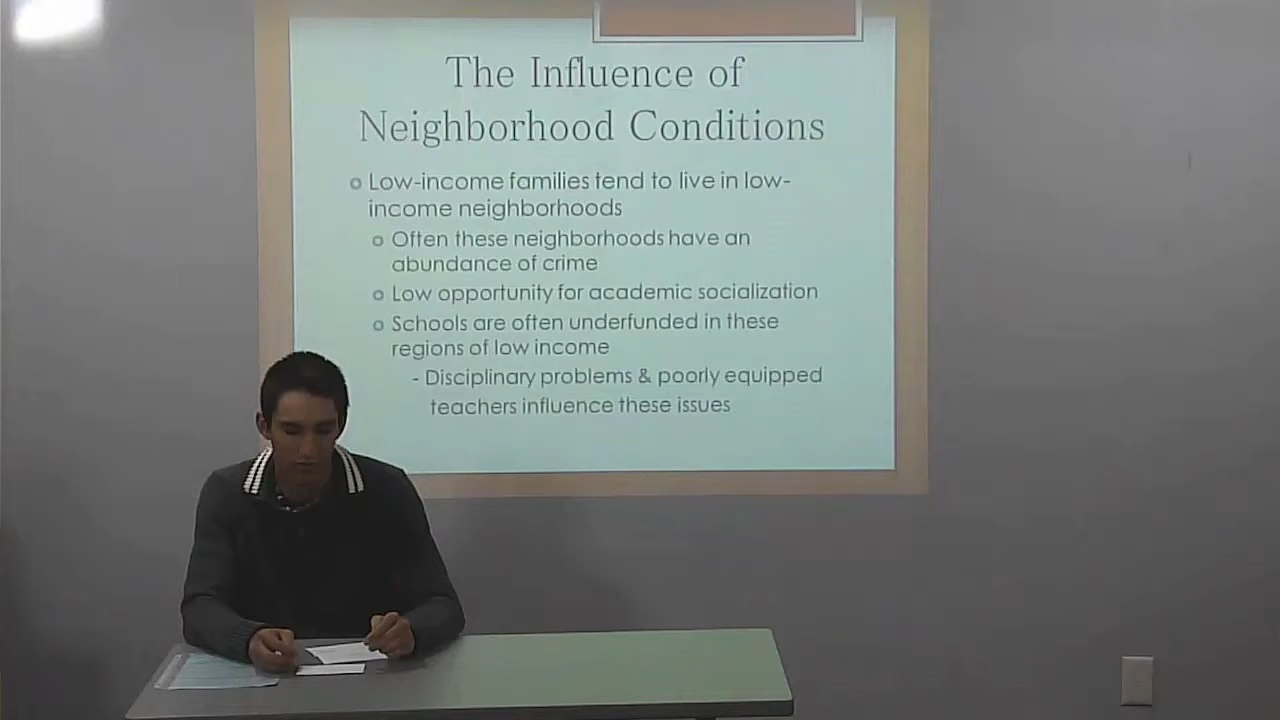 The Influence of
Neighborhood Conditions
Low-income families tend to live in low-
income neighborhoods
Often these neighborhoods have an
abundance of crime
Low opportunity for academic socialization
Schools are often underfunded in these
regions of low income
- Disciplinary problems & poorly equipped
teachers influence these issues